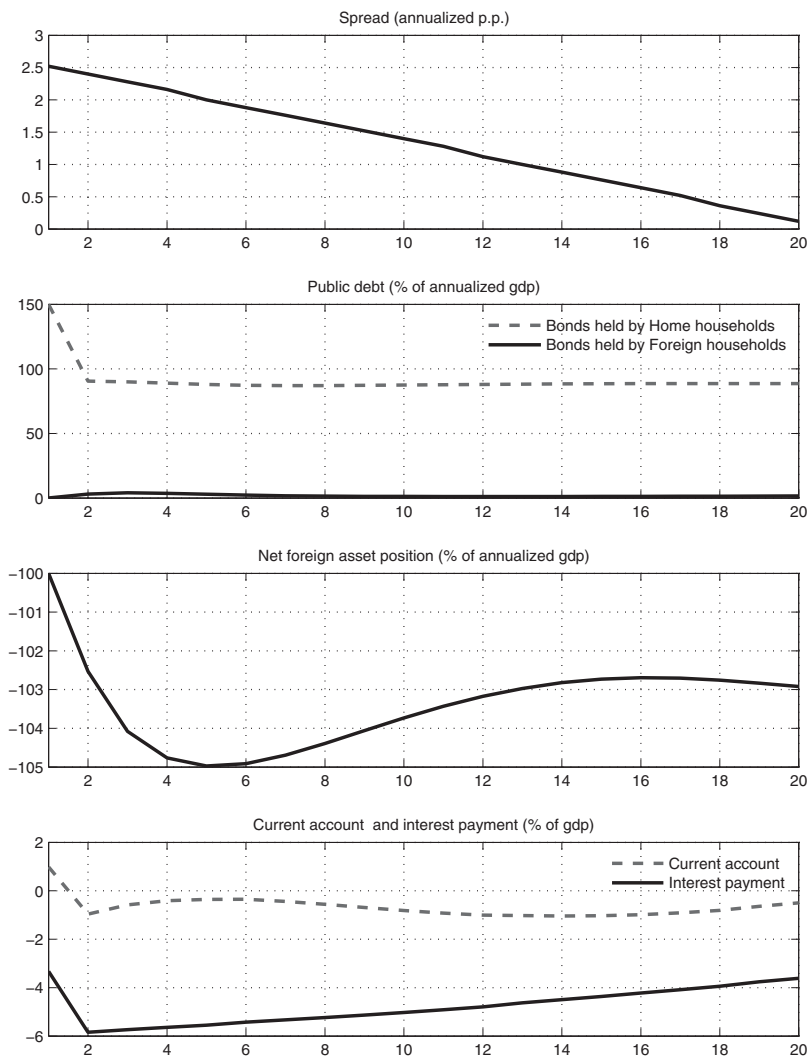 Spread (annualized p.p.)
3
2.5
2
1.5
1
0.5
0
2 4 6 8 10 12 14 16 18 20
Public debt (% of annualized gdp)
150
100
50
0
Bonds held by Home households
Bonds held by Foreign households
2 4 6 8 10 12 14 16 18 20
Net foreign asset position (% of annualized gdp)
−100
−101
−102
−103
−104
−105
2 4 6 8 10 12 14 16 18 20
Current account and interest payment (% of gdp)
2
0
−2
−4
−6
Current account
Interest payment
2 4 6 8 10 12 14 16 18 20